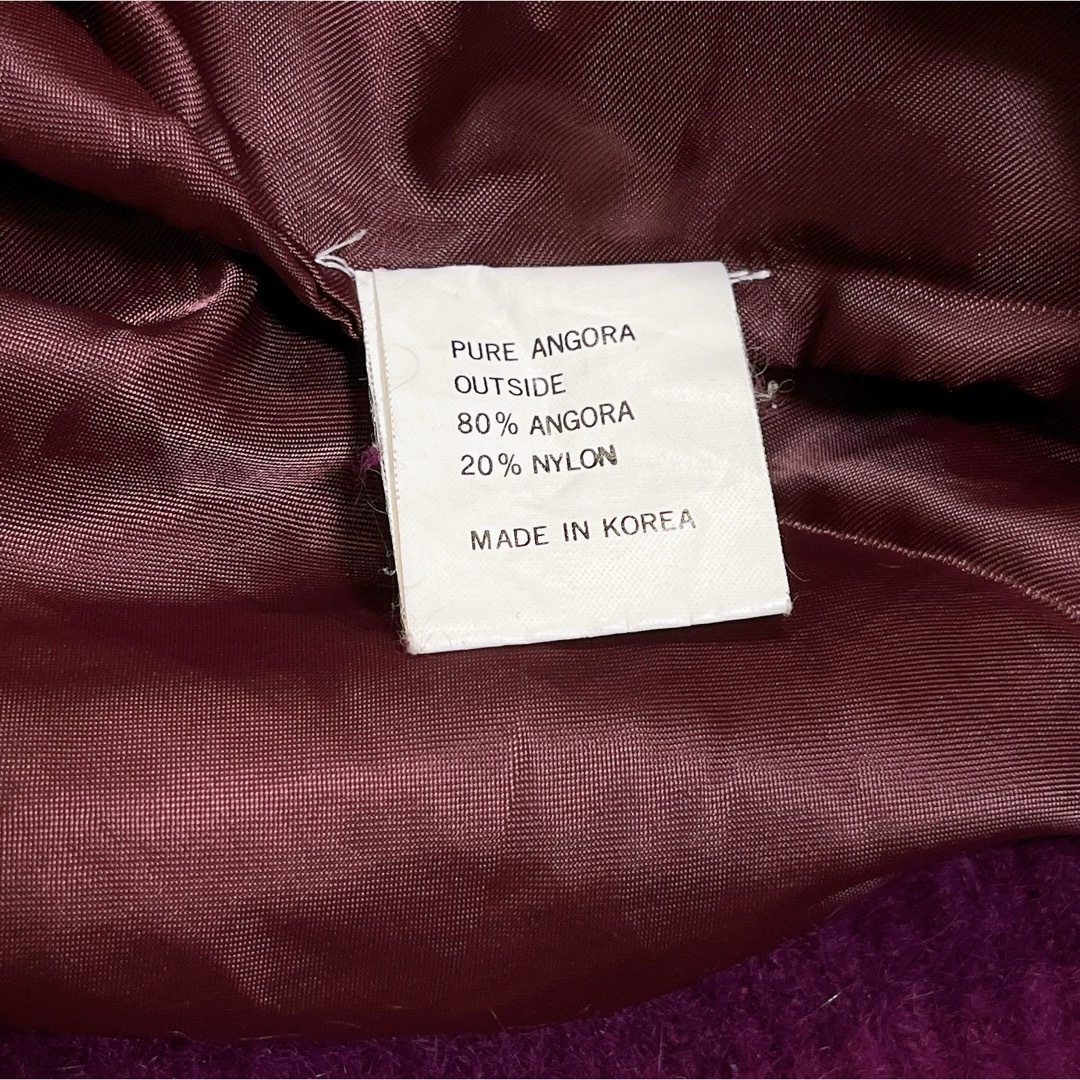 PURE ANGORA
OUTSIDE
80% ANGORA
20% NYLON
MADE IN KOREA